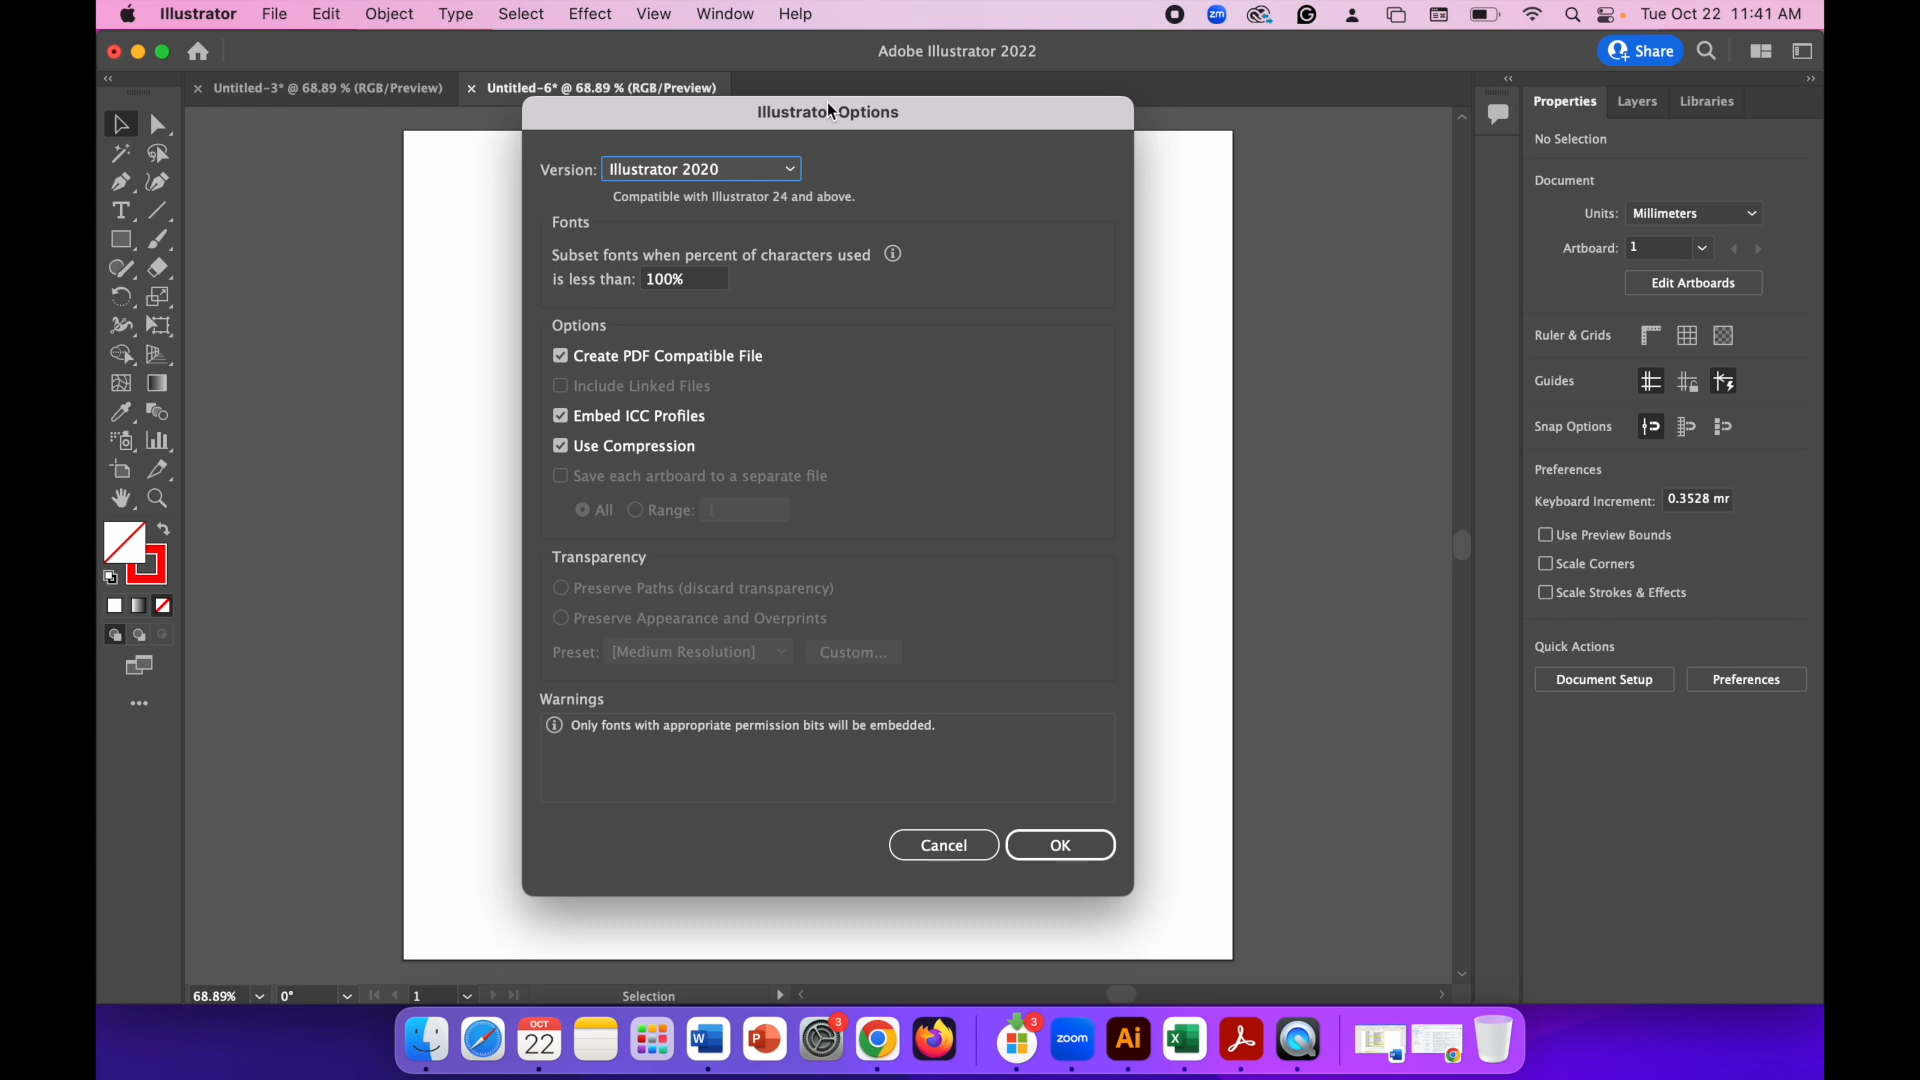 Illustrator File Edit Object Type Select Effect View Window Help
zm
Tue Oct 22 11:41 AM
Adobe Illustrator 2022
Share
Untitled-3* @ 68.89 % (RGB/Preview)
Untitled-6* @ 68.89 % (RGB/Preview)
Illustrator Options
Version: Illustrator 2020
Compatible with Illustrator 24 and above.
Fonts
Subset fonts when percent of characters used
is less than: 100%
Options
Create PDF Compatible File
Include Linked Files
Embed ICC Profiles
Use Compression
Save each artboard to a separate file
All Range: 1
Transparency
Preserve Paths (discard transparency)
Preserve Appearance and Overprints
Preset: [Medium Resolution] Custom...
Warnings
Only fonts with appropriate permission bits will be embedded.
Cancel OK
Properties Layers Libraries
No Selection
Document
Units: Millimeters
Artboard: 1
Edit Artboards
Ruler & Grids
Guides
Snap Options
Preferences
Keyboard Increment: 0.3528 mr
Use Preview Bounds
Scale Corners
Scale Strokes & Effects
Quick Actions
Document Setup Preferences
68.89% 0° 1 Selection
OCT
22
W
P
3
3
zoom
Ai
X